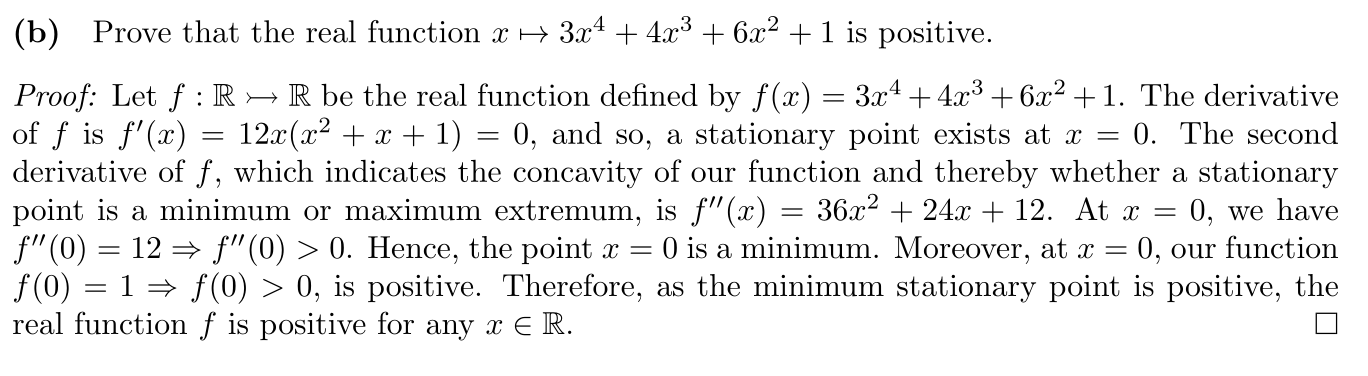 (b) Prove that the real function x ↦ 3x⁴ + 4x³ + 6x² + 1 is positive.
Proof: Let f : ℝ ↣ ℝ be the real function defined by f(x) = 3x⁴ + 4x³ + 6x² + 1. The derivative
of f is f′(x) = 12x(x² + x + 1) = 0, and so, a stationary point exists at x = 0. The second
derivative of f, which indicates the concavity of our function and thereby whether a stationary
point is a minimum or maximum extremum, is f″(x) = 36x² + 24x + 12. At x = 0, we have
f″(0) = 12 ⇒ f″(0) > 0. Hence, the point x = 0 is a minimum. Moreover, at x = 0, our function
f(0) = 1 ⇒ f(0) > 0, is positive. Therefore, as the minimum stationary point is positive, the
real function f is positive for any x ∈ ℝ. □